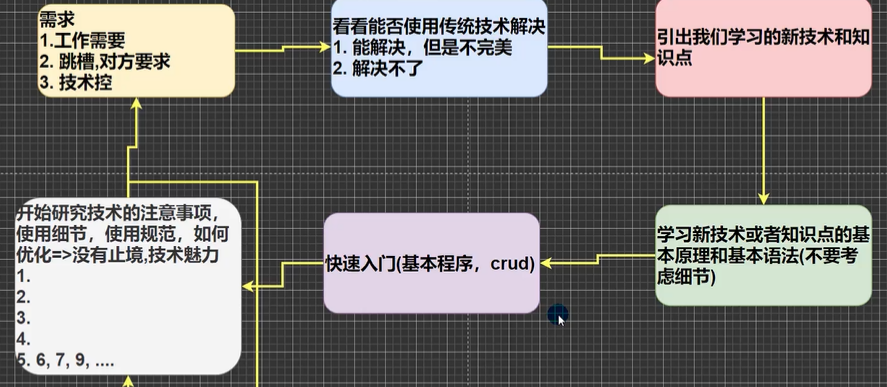 需求
1.工作需要
2. 跳槽,对方要求
3. 技术控
看看能否使用传统技术解决
1. 能解决，但是不完美
2. 解决不了
引出我们学习的新技术和知
识点
学习新技术或者知识点的基
本原理和基本语法(不要考
虑细节)
快速入门(基本程序，crud)
开始研究技术的注意事项，
使用细节，使用规范，如何
优化=>没有止境,技术魅力
1.
2.
3.
4.
5. 6, 7, 9, ....